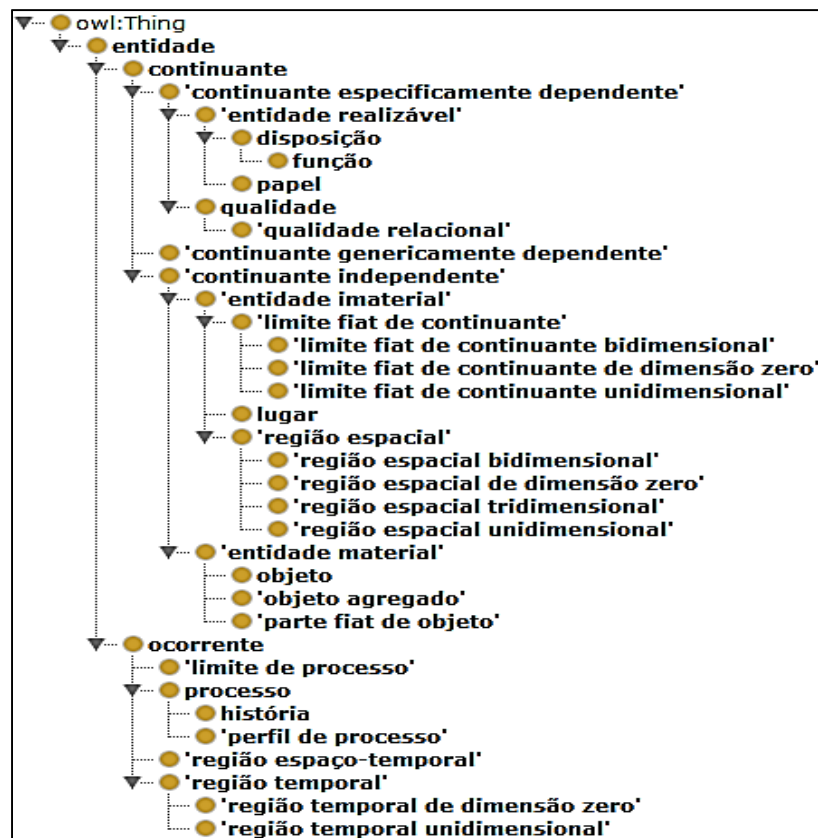 owl:Thing
entidade
continuante
'continuante especificamente dependente'
'entidade realizável'
disposição
função
papel
qualidade
'qualidade relacional'
'continuante genericamente dependente'
'continuante independente'
'entidade imaterial'
'limite fiat de continuante'
'limite fiat de continuante bidimensional'
'limite fiat de continuante de dimensão zero'
'limite fiat de continuante unidimensional'
lugar
'região espacial'
'região espacial bidimensional'
'região espacial de dimensão zero'
'região espacial tridimensional'
'região espacial unidimensional'
'entidade material'
objeto
'objeto agregado'
'parte fiat de objeto'
ocorrente
'limite de processo'
processo
história
'perfil de processo'
'região espaço-temporal'
'região temporal'
'região temporal de dimensão zero'
'região temporal unidimensional'